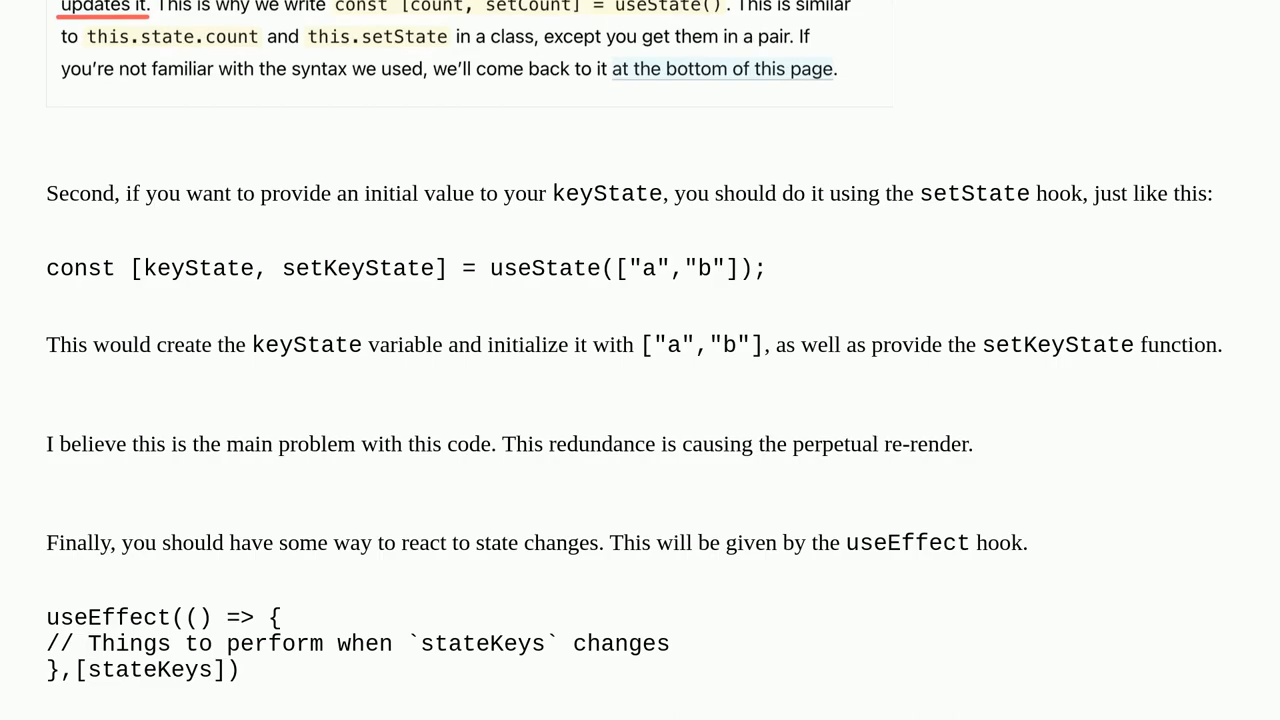 updates it. This is why we write const [count, setCount] = useState(). This is similar
to this.state.count and this.setState in a class, except you get them in a pair. If
you’re not familiar with the syntax we used, we’ll come back to it at the bottom of this page.
Second, if you want to provide an initial value to your keyState, you should do it using the setState hook, just like this:
const [keyState, setKeyState] = useState(["a","b"]);
This would create the keyState variable and initialize it with ["a","b"], as well as provide the setKeyState function.
I believe this is the main problem with this code. This redundance is causing the perpetual re-render.
Finally, you should have some way to react to state changes. This will be given by the useEffect hook.
useEffect(() => {
// Things to perform when `stateKeys` changes
},[stateKeys])